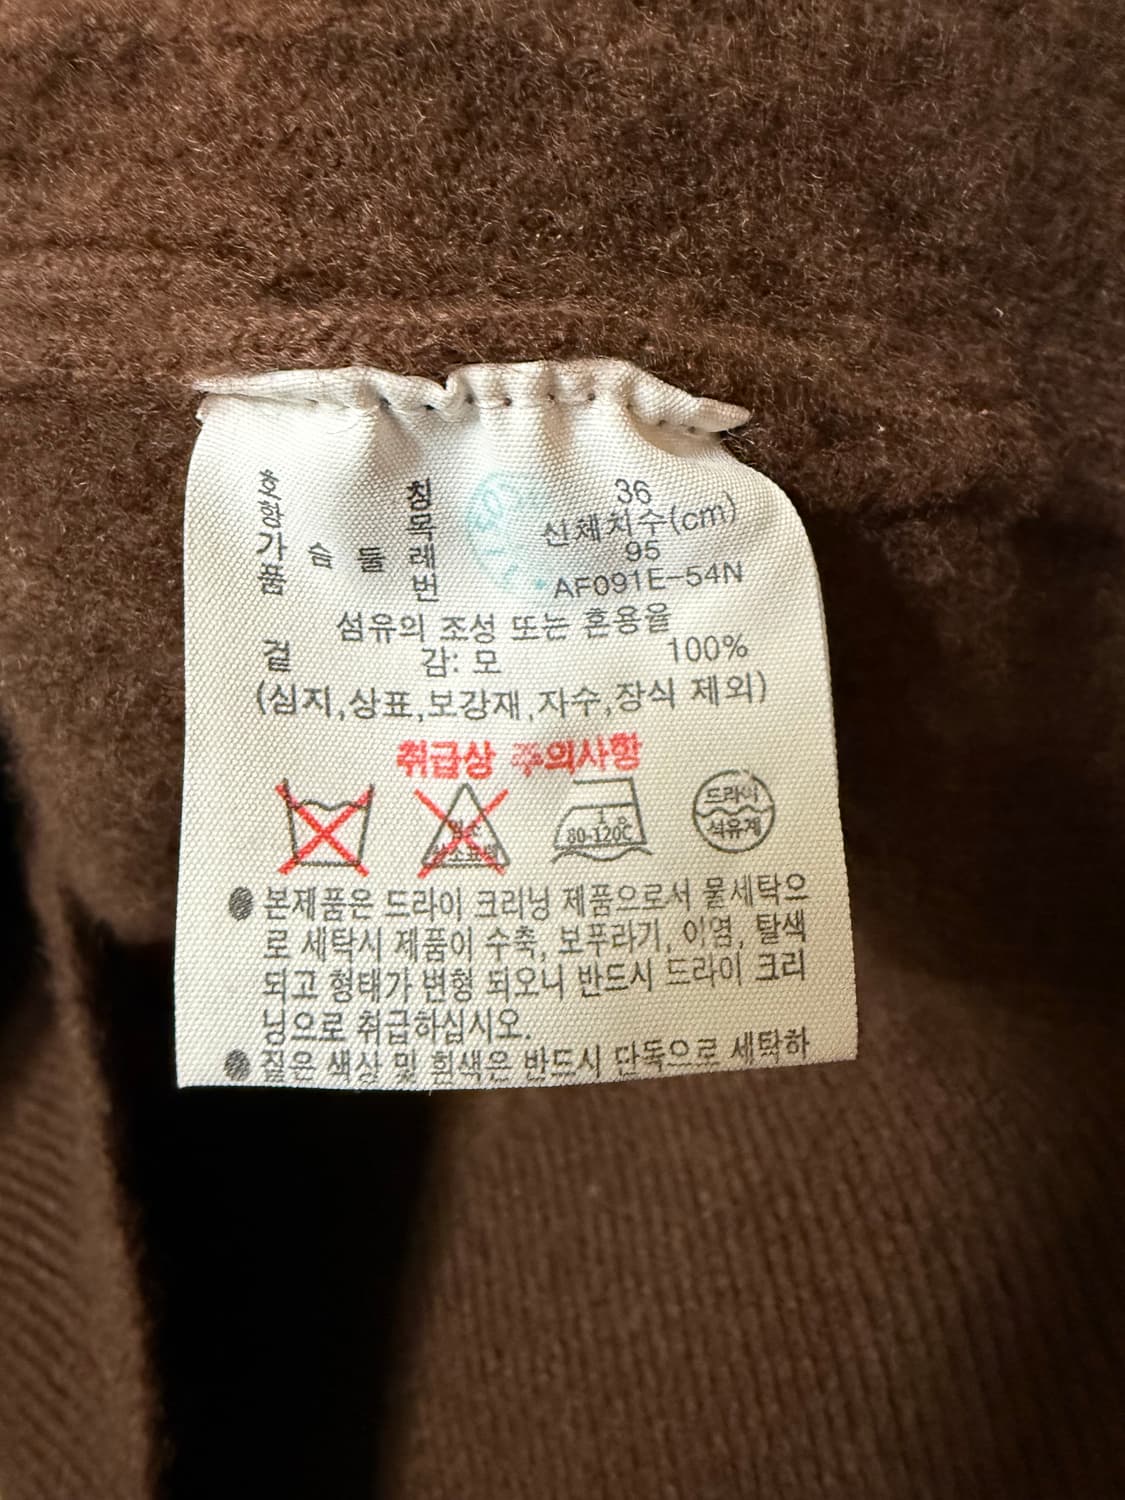 호 칭 36
항 목 신체치수(cm)
가 슴 둘 레 95
품 번 AF091E-54N
섬유의 조성 또는 혼용율
겉 감: 모 100%
(심지,상표,보강재,자수,장식 제외)
취급상 주의사항
80-120C
드라이
석유계
본제품은 드라이 크리닝 제품으로서 물세탁으
로 세탁시 제품이 수축, 보푸라기, 이염, 탈색
되고 형태가 변형 되오니 반드시 드라이 크리
닝으로 취급하십시오.
짙은 색상 및 흰색은 반드시 단독으로 세탁하